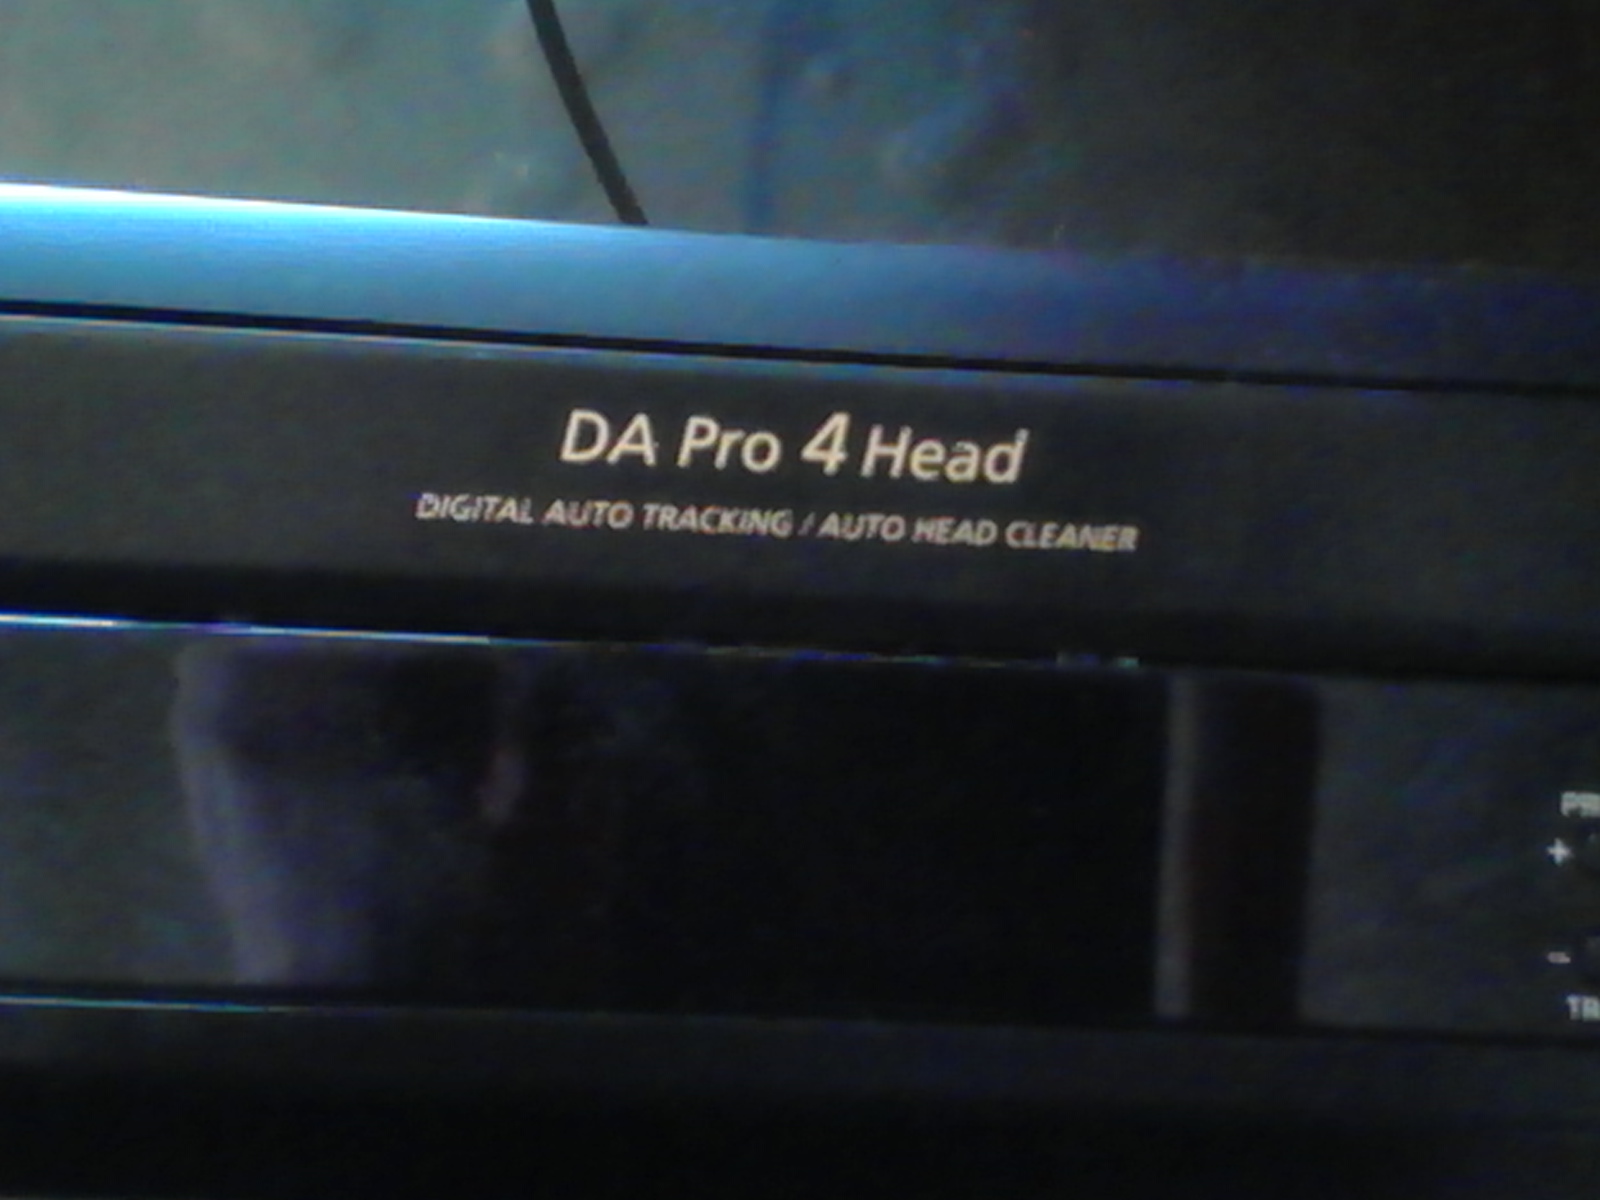 DA Pro 4 Head
DIGITAL AUTO TRACKING / AUTO HEAD CLEANER
+
-